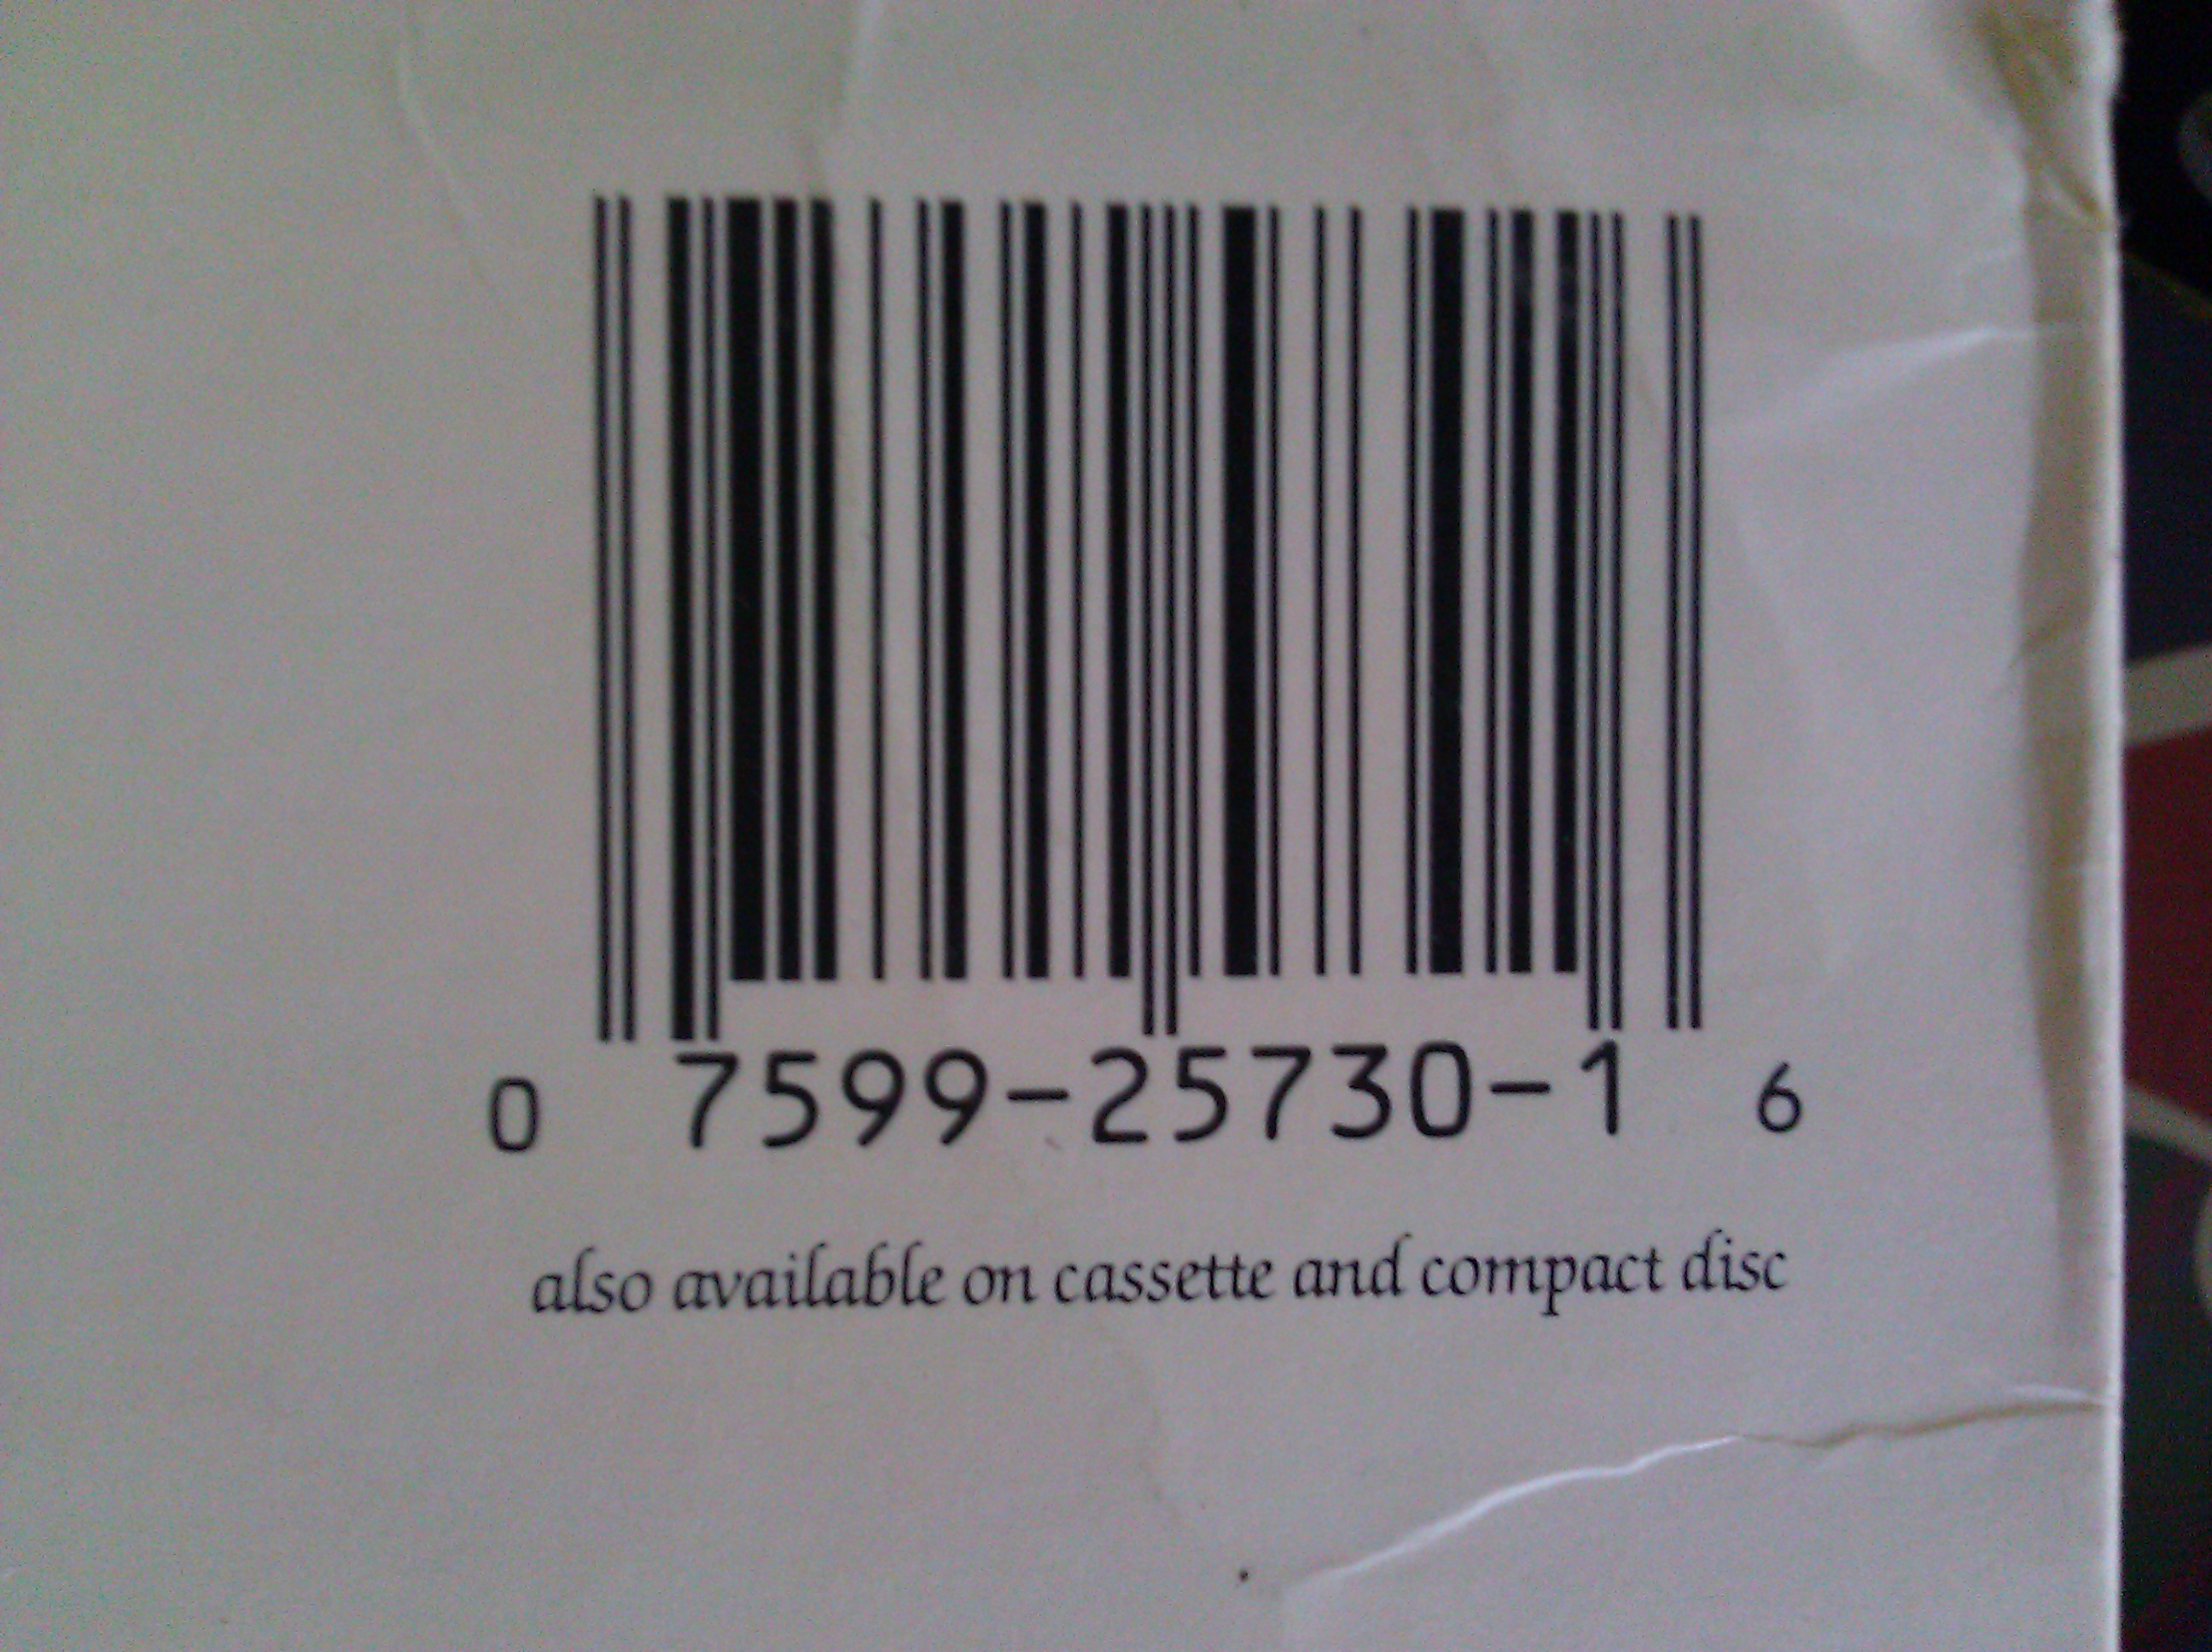 0 7599-25730-1 6
also available on cassette and compact disc